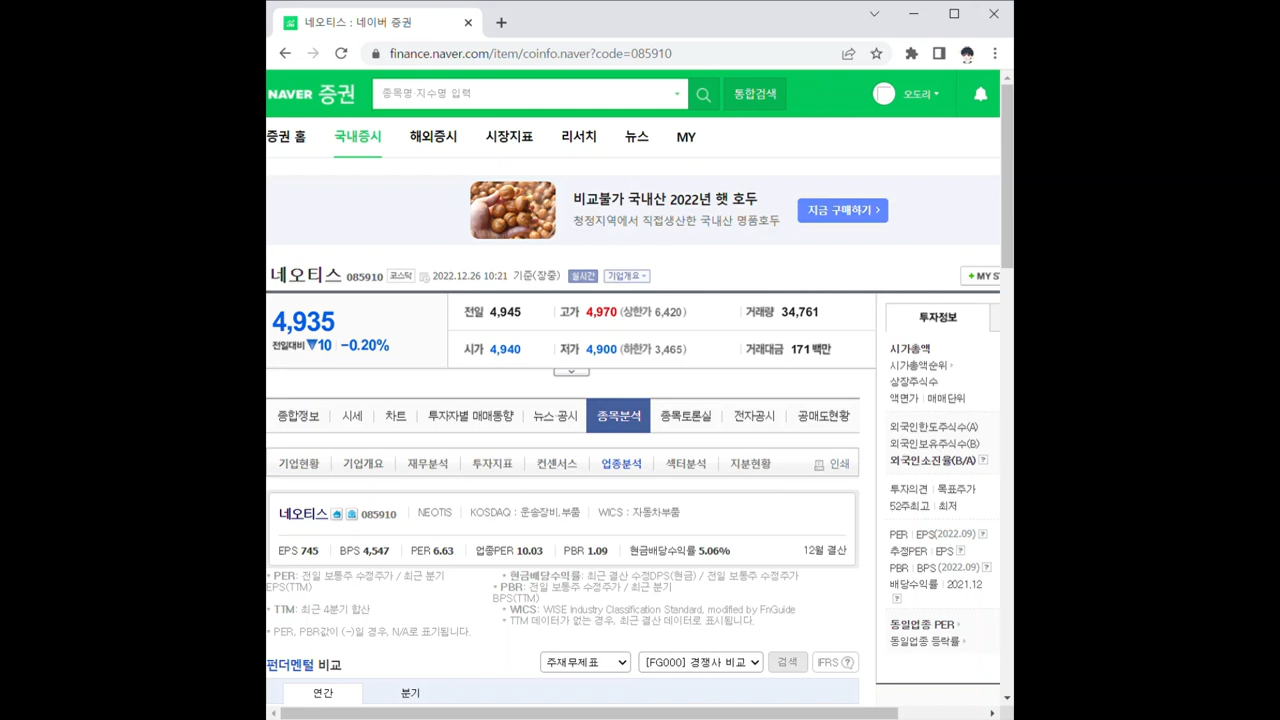 네오티스 : 네이버 증권
finance.naver.com/item/coinfo.naver?code=085910
NAVER 증권 종목명·지수명 입력 통합검색 오도리
증권 홈 국내증시 해외증시 시장지표 리서치 뉴스 MY
비교불가 국내산 2022년 햇 호두
청정지역에서 직접생산한 국내산 명품호두
지금 구매하기
네오티스 085910 코스닥 2022.12.26 10:21 기준(장중) 실시간 기업개요
+ MY S
4,935
전일대비 ▼10 -0.20%
전일 4,945 고가 4,970 (상한가 6,420) 거래량 34,761
시가 4,940 저가 4,900 (하한가 3,465) 거래대금 171 백만
종합정보 시세 차트 투자자별 매매동향 뉴스·공시 종목분석 종목토론실 전자공시 공매도현황
기업현황 기업개요 재무분석 투자지표 컨센서스 업종분석 섹터분석 지분현황 인쇄
네오티스 085910 NEOTIS KOSDAQ : 운송장비,부품 WICS : 자동차부품
EPS 745 BPS 4,547 PER 6.63 업종PER 10.03 PBR 1.09 현금배당수익률 5.06% 12월 결산
* PER: 전일 보통주 수정주가 / 최근 분기
EPS(TTM)
* TTM: 최근 4분기 합산
* PER, PBR값이 (-)일 경우, N/A로 표기됩니다.
* 현금배당수익률: 최근 결산 수정DPS(현금) / 전일 보통주 수정주가
* PBR: 전일 보통주 수정주가 / 최근 분기
BPS(TTM)
* WICS: WISE Industry Classification Standard, modified by FnGuide
* TTM 데이터가 없는 경우, 최근 결산 데이터로 표시됩니다.
펀더멘털 비교
주재무제표 [FG000] 경쟁사 비교 검색 IFRS ?
연간 분기
투자정보
시가총액
시가총액순위
상장주식수
액면가 | 매매단위
외국인한도주식수(A)
외국인보유주식수(B)
외국인소진율(B/A) ?
투자의견 | 목표주가
52주최고 | 최저
PER | EPS(2022.09) ?
추정PER | EPS ?
PBR | BPS (2022.09) ?
배당수익률 | 2021.12
?
동일업종 PER
동일업종 등락률